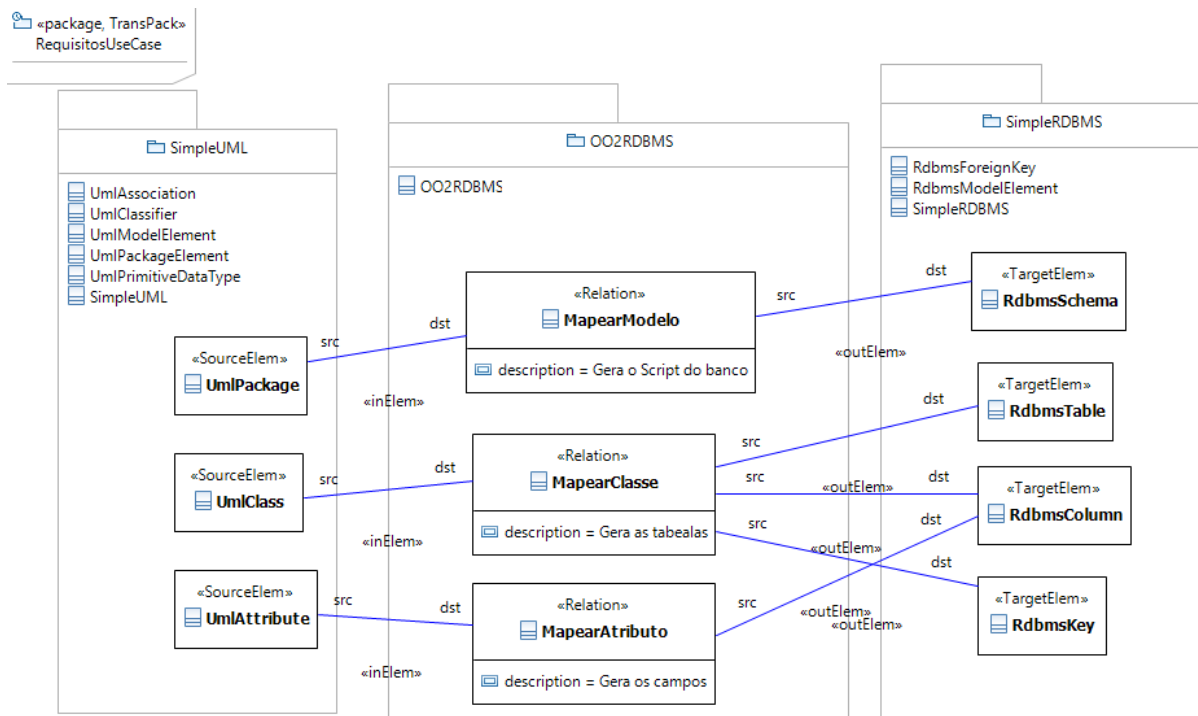 «package, TransPack»
RequisitosUseCase
SimpleUML
UmlAssociation
UmlClassifier
UmlModelElement
UmlPackageElement
UmlPrimitiveDataType
SimpleUML
«SourceElem»
UmlPackage
«SourceElem»
UmlClass
«SourceElem»
UmlAttribute
src
dst
«inElem»
src
dst
«inElem»
src
dst
«inElem»
OO2RDBMS
OO2RDBMS
«Relation»
MapearModelo
description = Gera o Script do banco
«Relation»
MapearClasse
description = Gera as tabealas
«Relation»
MapearAtributo
description = Gera os campos
src
dst
«outElem»
src
dst
src
«outElem»
dst
src
«outElem»
dst
dst
src
«outElem»
«outElem»
SimpleRDBMS
RdbmsForeignKey
RdbmsModelElement
SimpleRDBMS
«TargetElem»
RdbmsSchema
«TargetElem»
RdbmsTable
«TargetElem»
RdbmsColumn
«TargetElem»
RdbmsKey